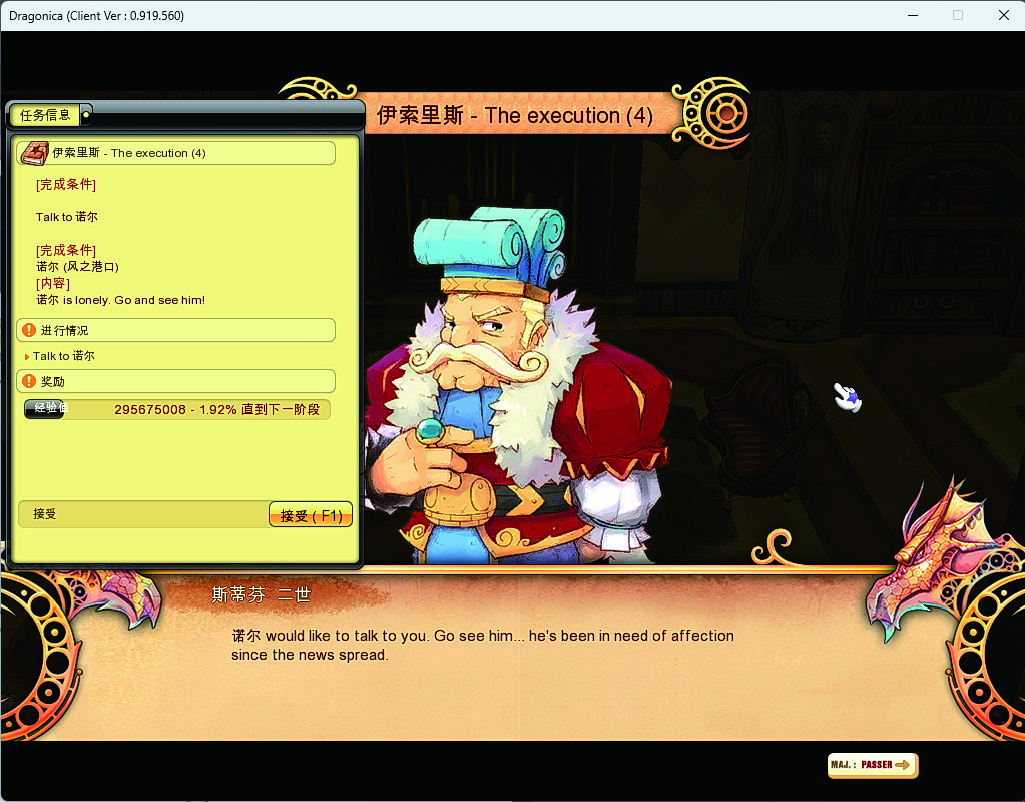 Dragonica (Client Ver : 0.919.560)
伊索里斯 - The execution (4)
任务信息
伊索里斯 - The execution (4)
[完成条件]
Talk to 诺尔
[完成条件]
诺尔 (风之港口)
[内容]
诺尔 is lonely. Go and see him!
进行情况
Talk to 诺尔
奖励
经验值
295675008 - 1.92% 直到下一阶段
接受
接受 ( F1)
斯蒂芬 二世
诺尔 would like to talk to you. Go see him... he's been in need of affection
since the news spread.
MAJ. : PASSER